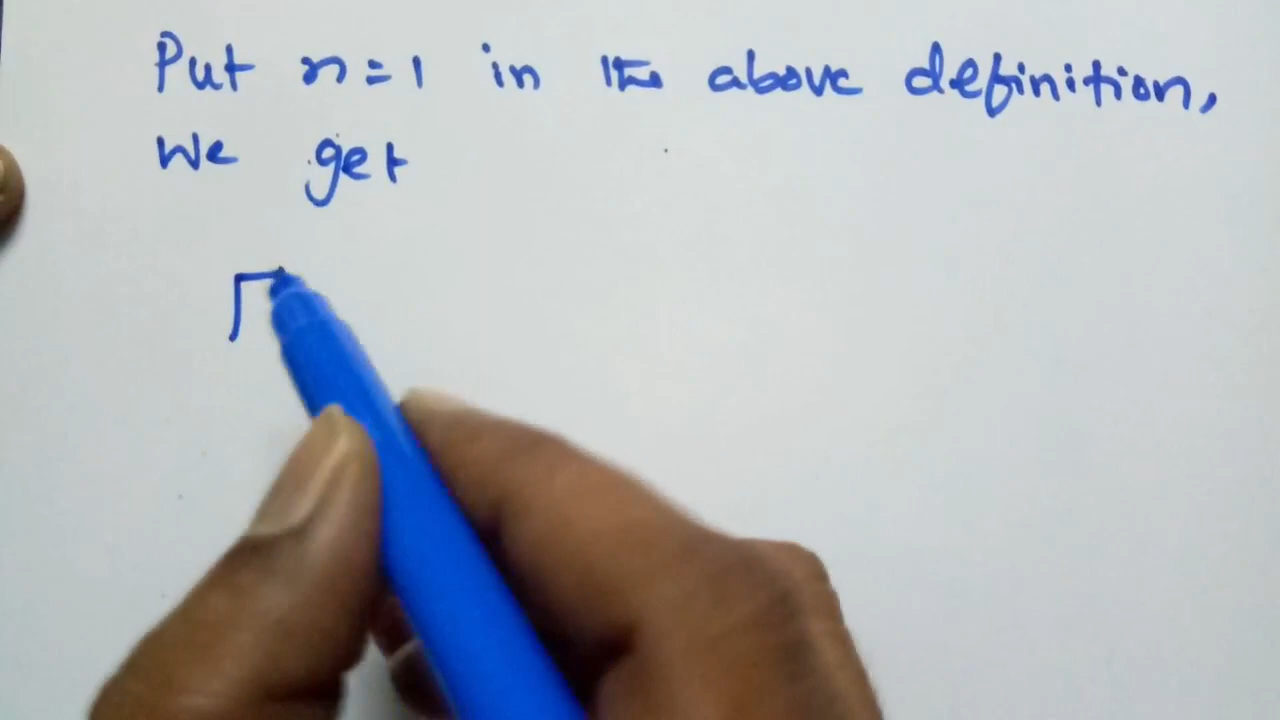 Put n=1 in the above definition,
We get
Γ